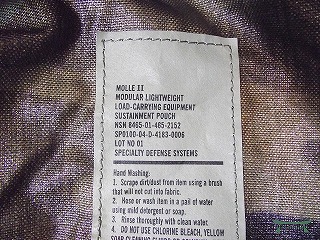 MOLLE II
MODULAR LIGHTWEIGHT
LOAD-CARRYING EQUIPMENT
SUSTAINMENT POUCH
NSN 8465-01-485-2152
SP0100-04-D-4183-0006
LOT NO 01
SPECIALTY DEFENSE SYSTEMS
Hand Washing:
1. Scrape dirt/dust from item using a brush
that will not cut into fabric.
2. Hose or wash item in a pail of water
using mild detergent or soap.
3. Rinse thoroughly with clean water.
4. DO NOT USE CHLORINE BLEACH, YELLOW